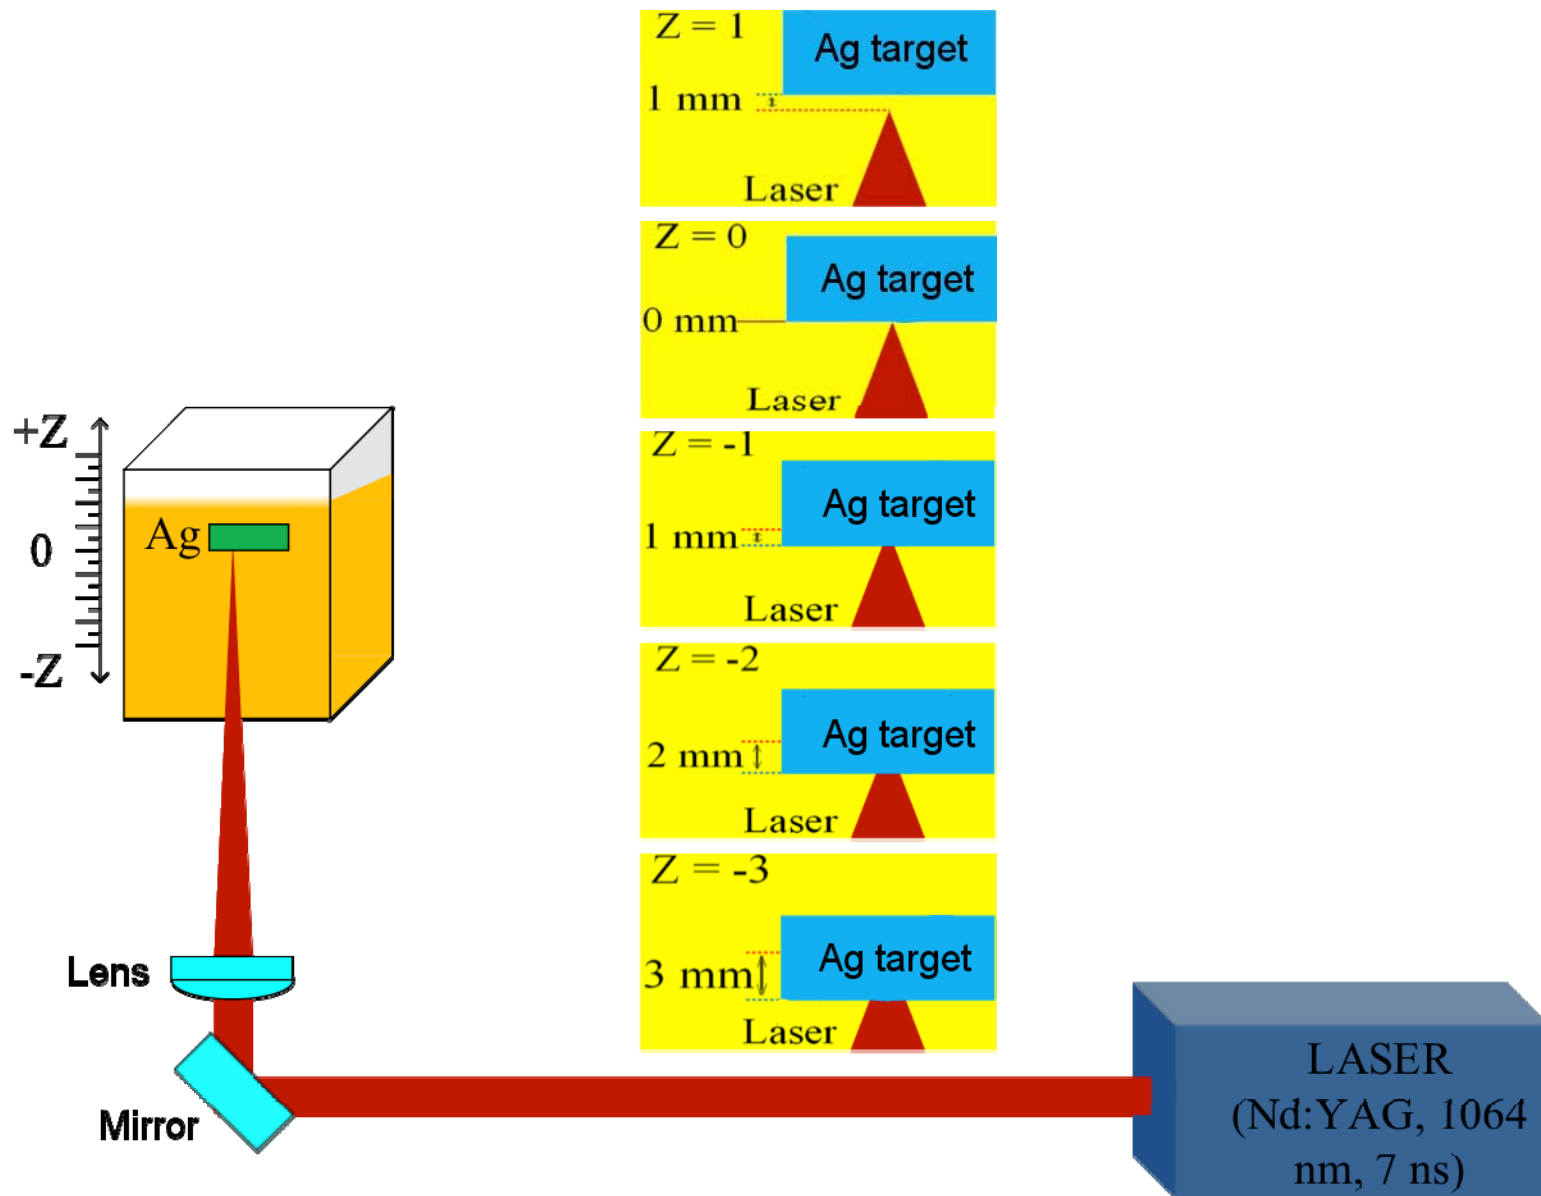 Z = 1
Ag target
1 mm
Laser
Z = 0
Ag target
0 mm
Laser
Z = -1
Ag target
1 mm
Laser
Z = -2
Ag target
2 mm
Laser
Z = -3
Ag target
3 mm
Laser
+Z
0
-Z
Ag
Lens
Mirror
LASER
(Nd:YAG, 1064
nm, 7 ns)